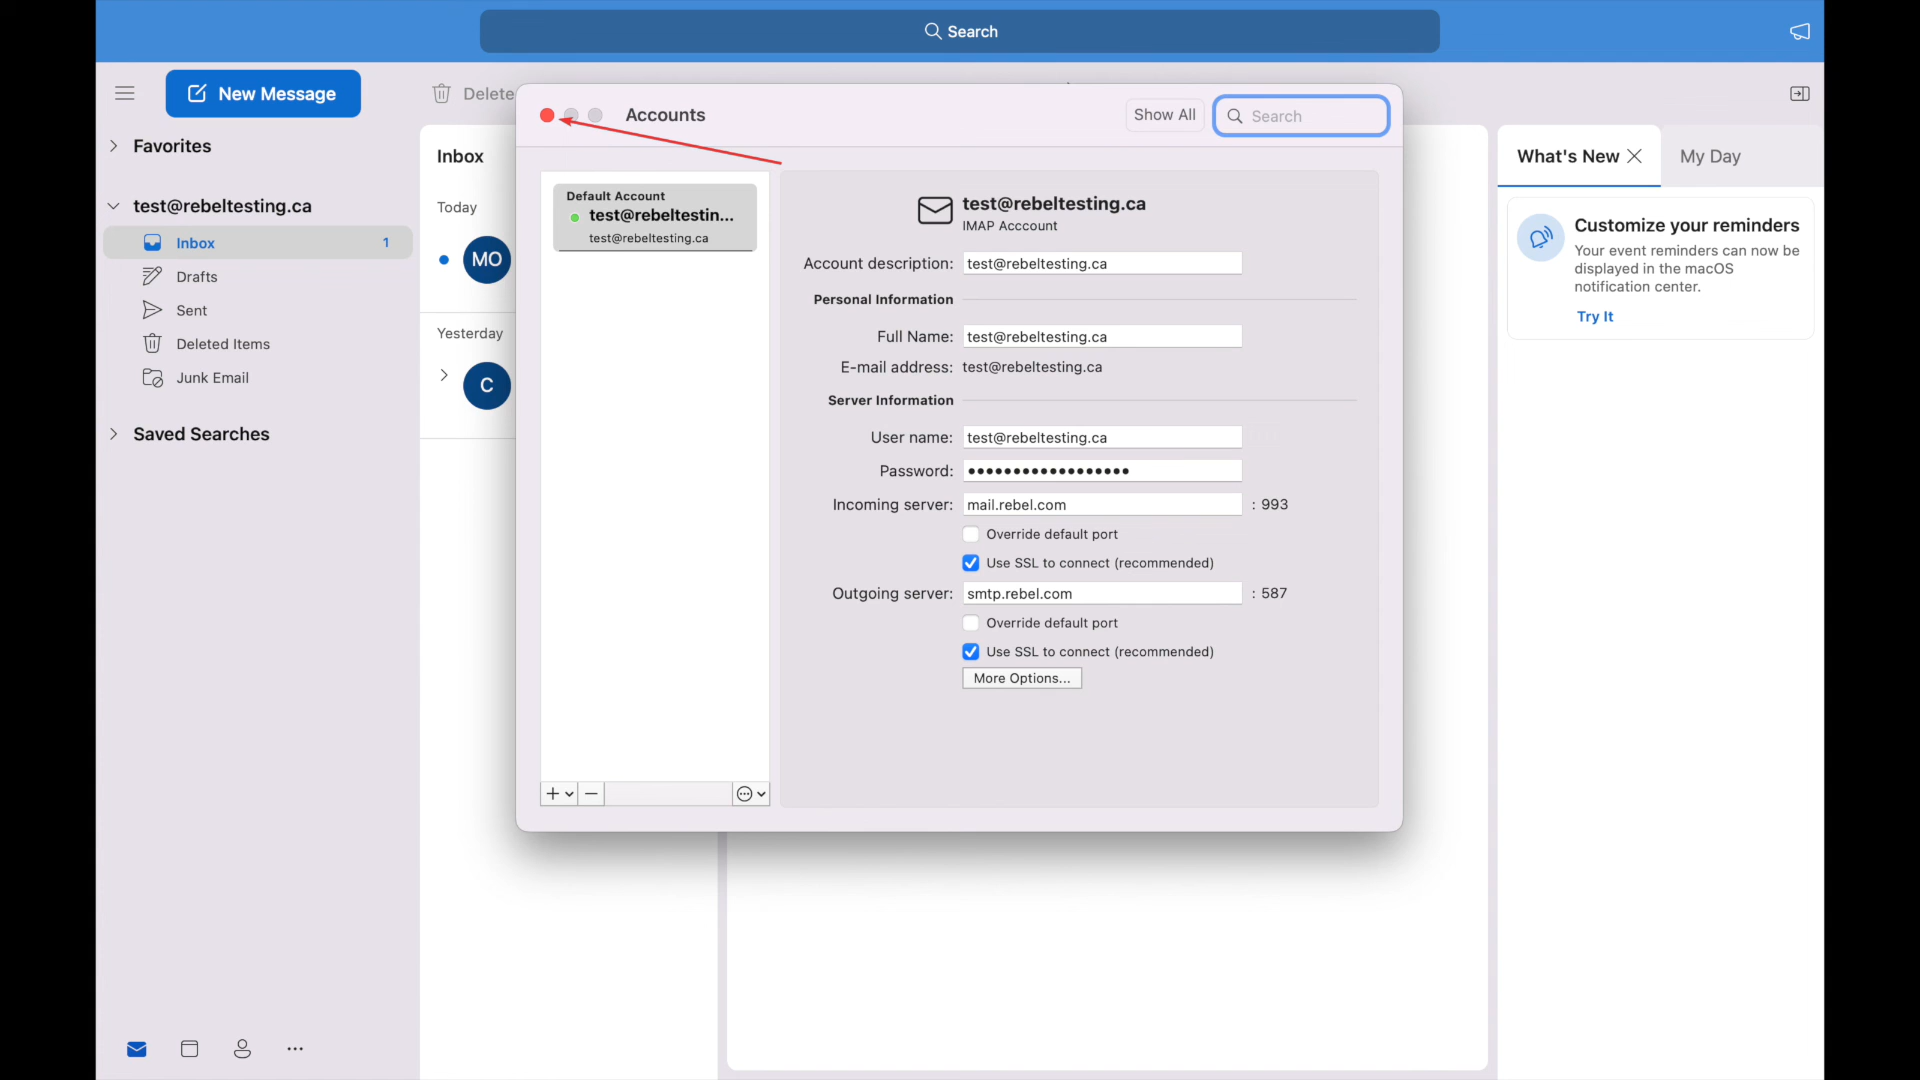 Search
New Message
Delete
Accounts
Show All
Search
Favorites
Inbox
What's New
My Day
test@rebeltesting.ca
Inbox 1
Drafts
Sent
Deleted Items
Junk Email
Saved Searches
Today
MO
Yesterday
C
Default Account
test@rebeltestin...
test@rebeltesting.ca
test@rebeltesting.ca
IMAP Acccount
Account description: test@rebeltesting.ca
Personal Information
Full Name: test@rebeltesting.ca
E-mail address: test@rebeltesting.ca
Server Information
User name: test@rebeltesting.ca
Password: ••••••••••••••••••
Incoming server: mail.rebel.com : 993
Override default port
Use SSL to connect (recommended)
Outgoing server: smtp.rebel.com : 587
Override default port
Use SSL to connect (recommended)
More Options...
Customize your reminders
Your event reminders can now be
displayed in the macOS
notification center.
Try It